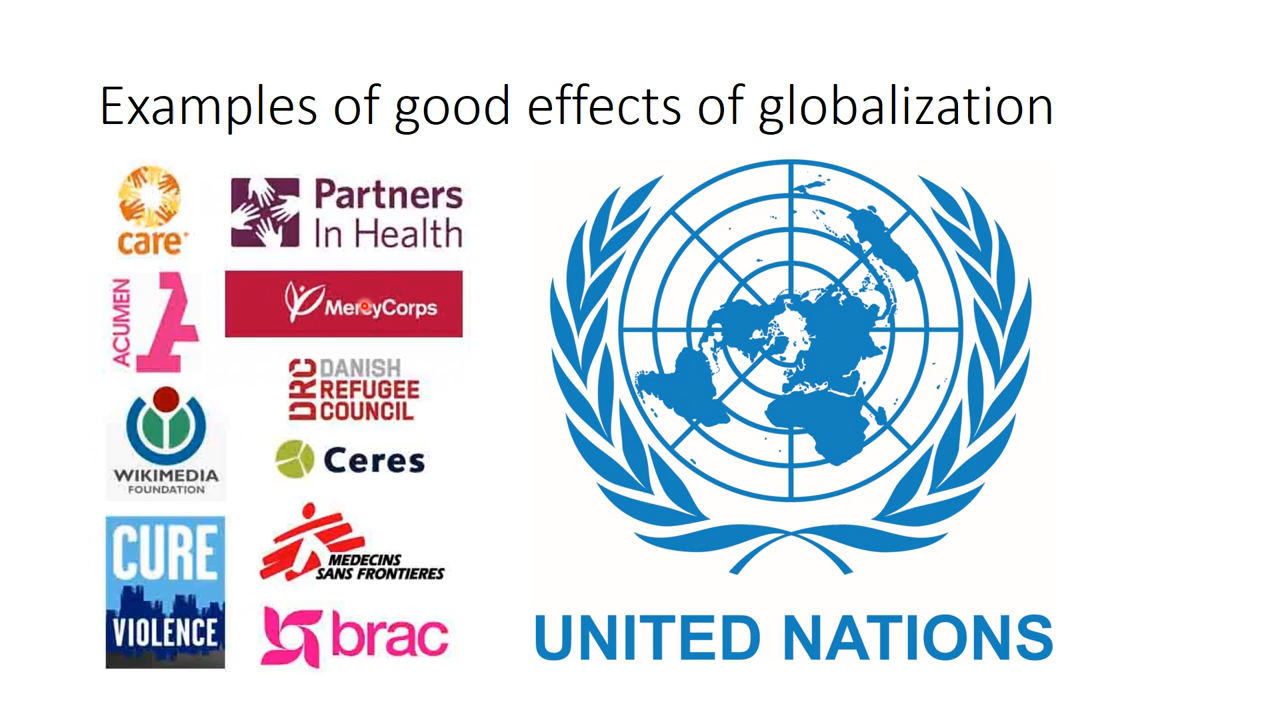 Examples of good effects of globalization
care
Partners
In Health
ACUMEN
MercyCorps
DRC
DANISH
REFUGEE
COUNCIL
WIKIMEDIA
FOUNDATION
Ceres
CURE
VIOLENCE
MEDECINS
SANS FRONTIERES
brac
UNITED NATIONS